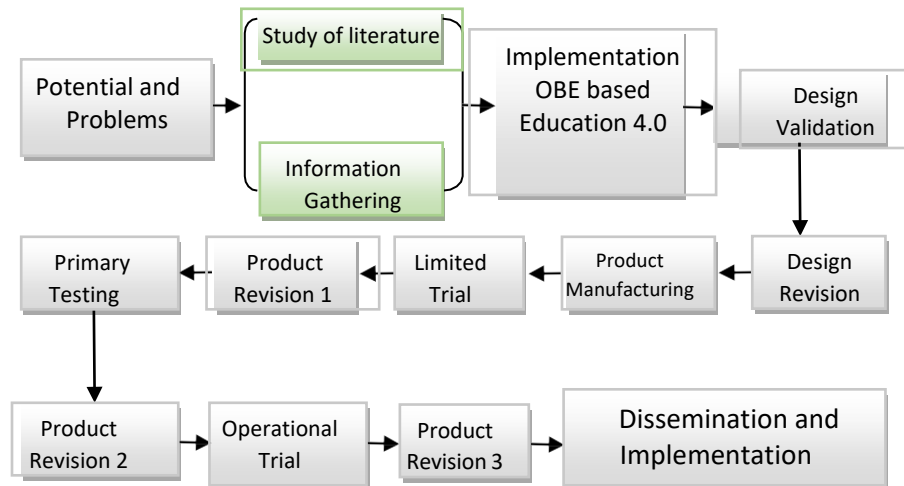 Potential and
Problems
Study of literature
Information
Gathering
Implementation
OBE based
Education 4.0
Design
Validation
Design
Revision
Product
Manufacturing
Limited
Trial
Product
Revision 1
Primary
Testing
Product
Revision 2
Operational
Trial
Product
Revision 3
Dissemination and
Implementation